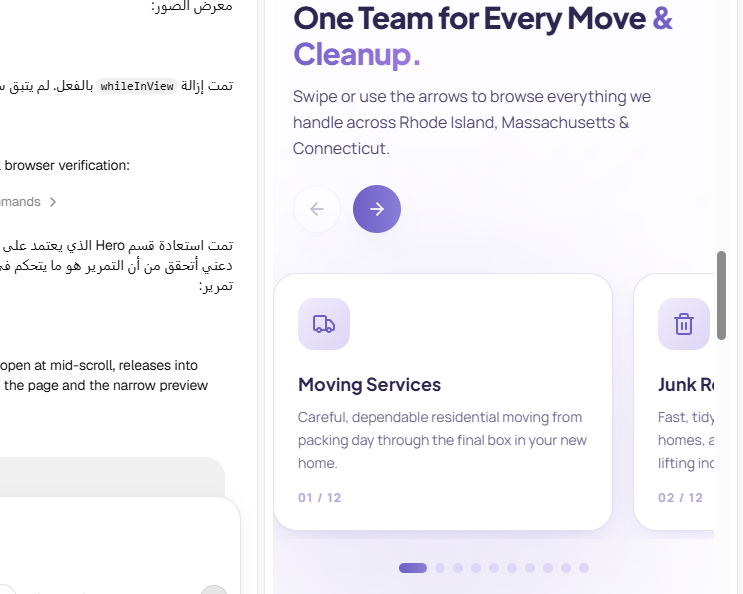 معرض الصور:
تمت إزالة whileInView بالفعل. لم يتبق
browser verification:
تمت استعادة قسم Hero الذي يعتمد على
دعني أتحقق من أن التمرير هو ما يتحكم
تمرير:
open at mid-scroll, releases into
the page and the narrow preview
One Team for Every Move &
Cleanup.
Swipe or use the arrows to browse everything we
handle across Rhode Island, Massachusetts &
Connecticut.
Moving Services
Careful, dependable residential moving from
packing day through the final box in your new
home.
01 / 12
Junk
Fast, tidy
homes,
lifting
02 / 12